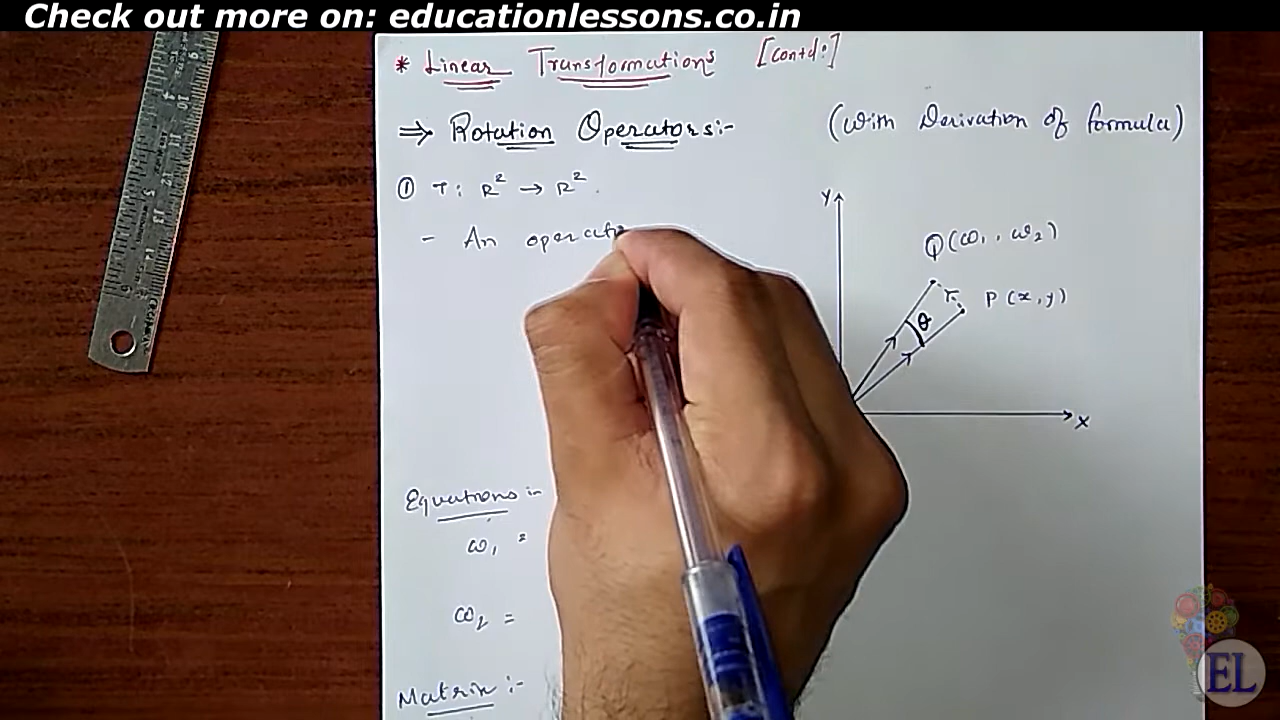 Check out more on: educationlessons.co.in
* Linear Transformations [contd:]
⇒ Rotation Operators:-
(with Derivation of formula)
① T: R² → R²
- An operato
Y
Q(ω₁, ω₂)
P(x,y)
θ
X
Equations:-
ω₁ =
ω₂ =
Matrix:-
EL